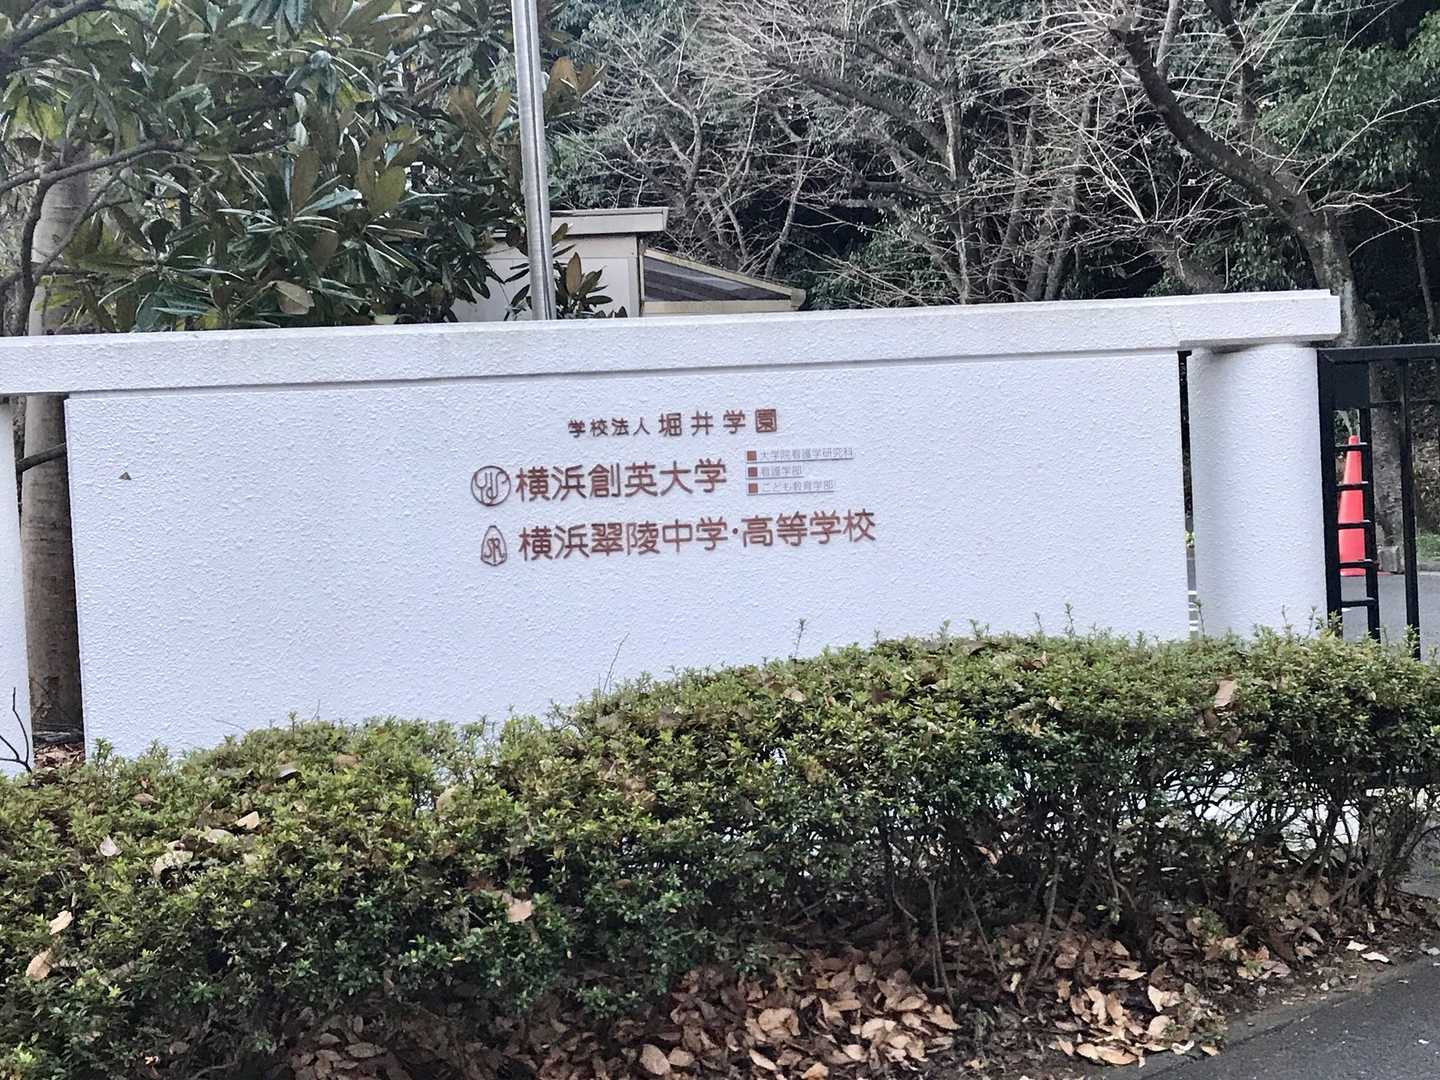 学校法人 堀井学園
横浜創英大学
大学院看護学研究科
看護学部
こども教育学部
横浜翠陵中学・高等学校